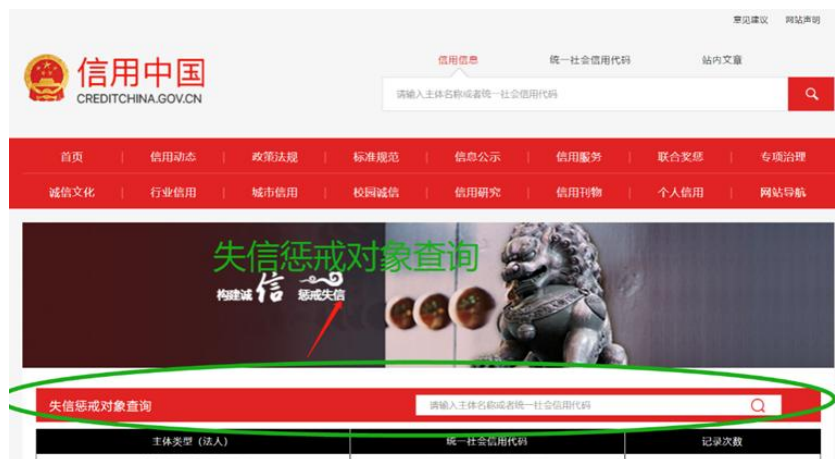 意见建议 网站声明
信用中国
CREDITCHINA.GOV.CN
信用信息 统一社会信用代码 站内文章
请输入主体名称或者统一社会信用代码
首页 信用动态 政策法规 标准规范 信息公示 信用服务 联合奖惩 专项治理
诚信文化 行业信用 城市信用 校园诚信 信用研究 信用刊物 个人信用 网站导航
失信惩戒对象查询
构建诚信 惩戒失信
失信惩戒对象查询 请输入主体名称或者统一社会信用代码
主体类型（法人） 统一社会信用代码 记录次数